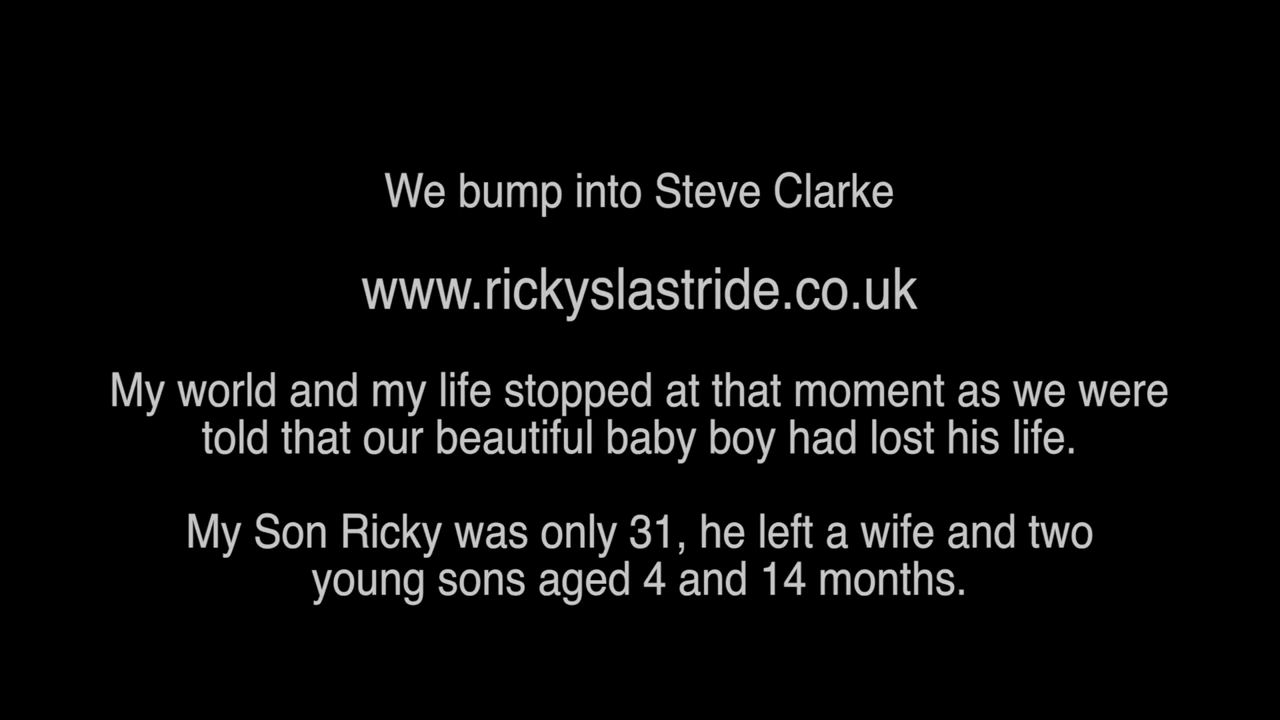 We bump into Steve Clarke
www.rickyslastride.co.uk
My world and my life stopped at that moment as we were
told that our beautiful baby boy had lost his life.
My Son Ricky was only 31, he left a wife and two
young sons aged 4 and 14 months.